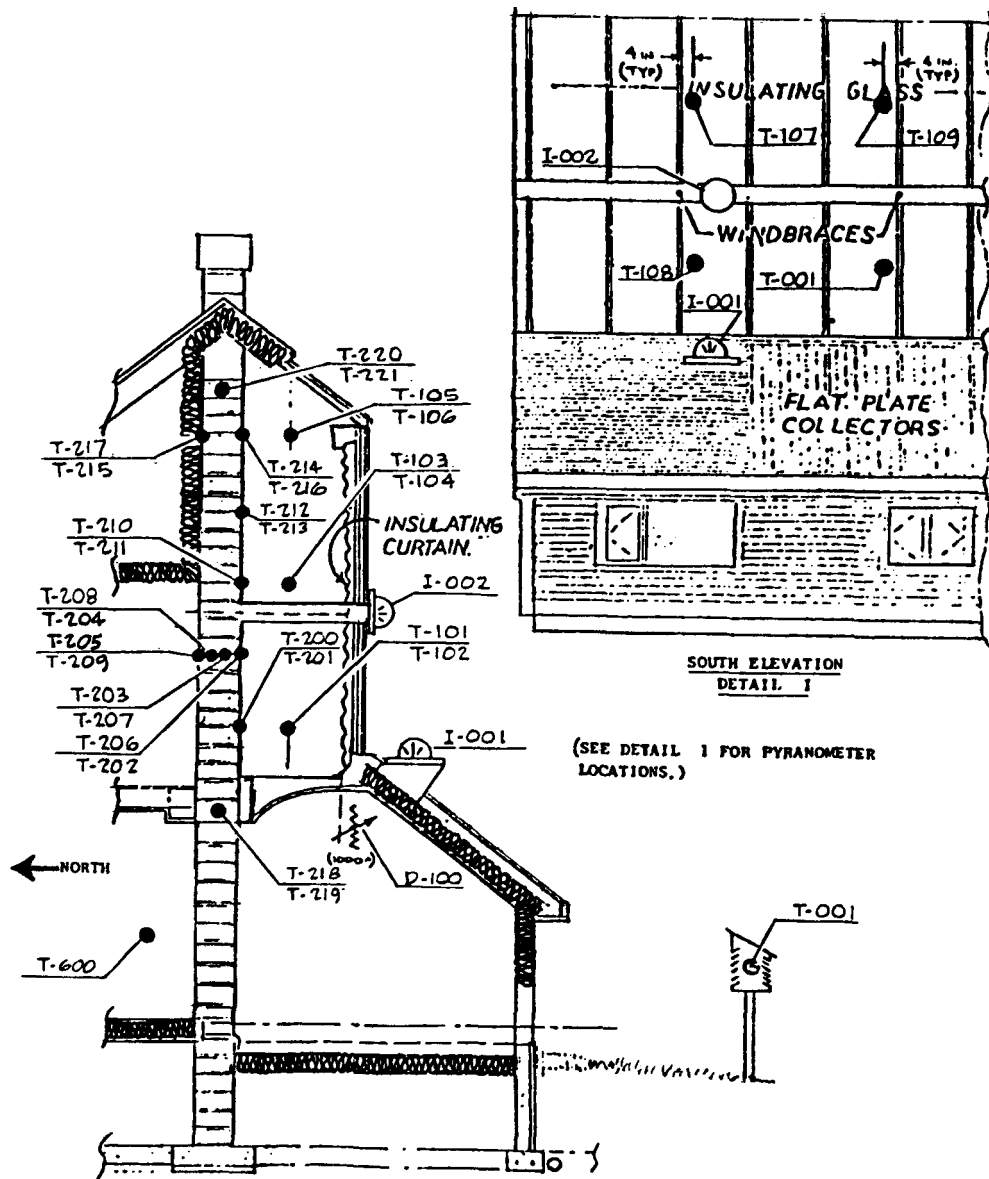 4 IN
(TYP)
4 IN.
(TYP)
INSULATING GLASS
T-107
T-109
I-002
WINDBRACES
T-108
T-001
I-001
FLAT PLATE
COLLECTORS
SOUTH ELEVATION
DETAIL 1
(SEE DETAIL 1 FOR PYRANOMETER
LOCATIONS.)
T-220
T-221
T-105
T-106
T-217
T-215
T-214
T-216
T-103
T-104
T-212
T-213
T-210
T-211
INSULATING
CURTAIN.
I-002
T-208
T-204
T-205
T-209
T-200
T-201
T-101
T-102
T-203
T-207
T-206
T-202
I-001
NORTH
T-218
T-219
D-100
T-600
T-001